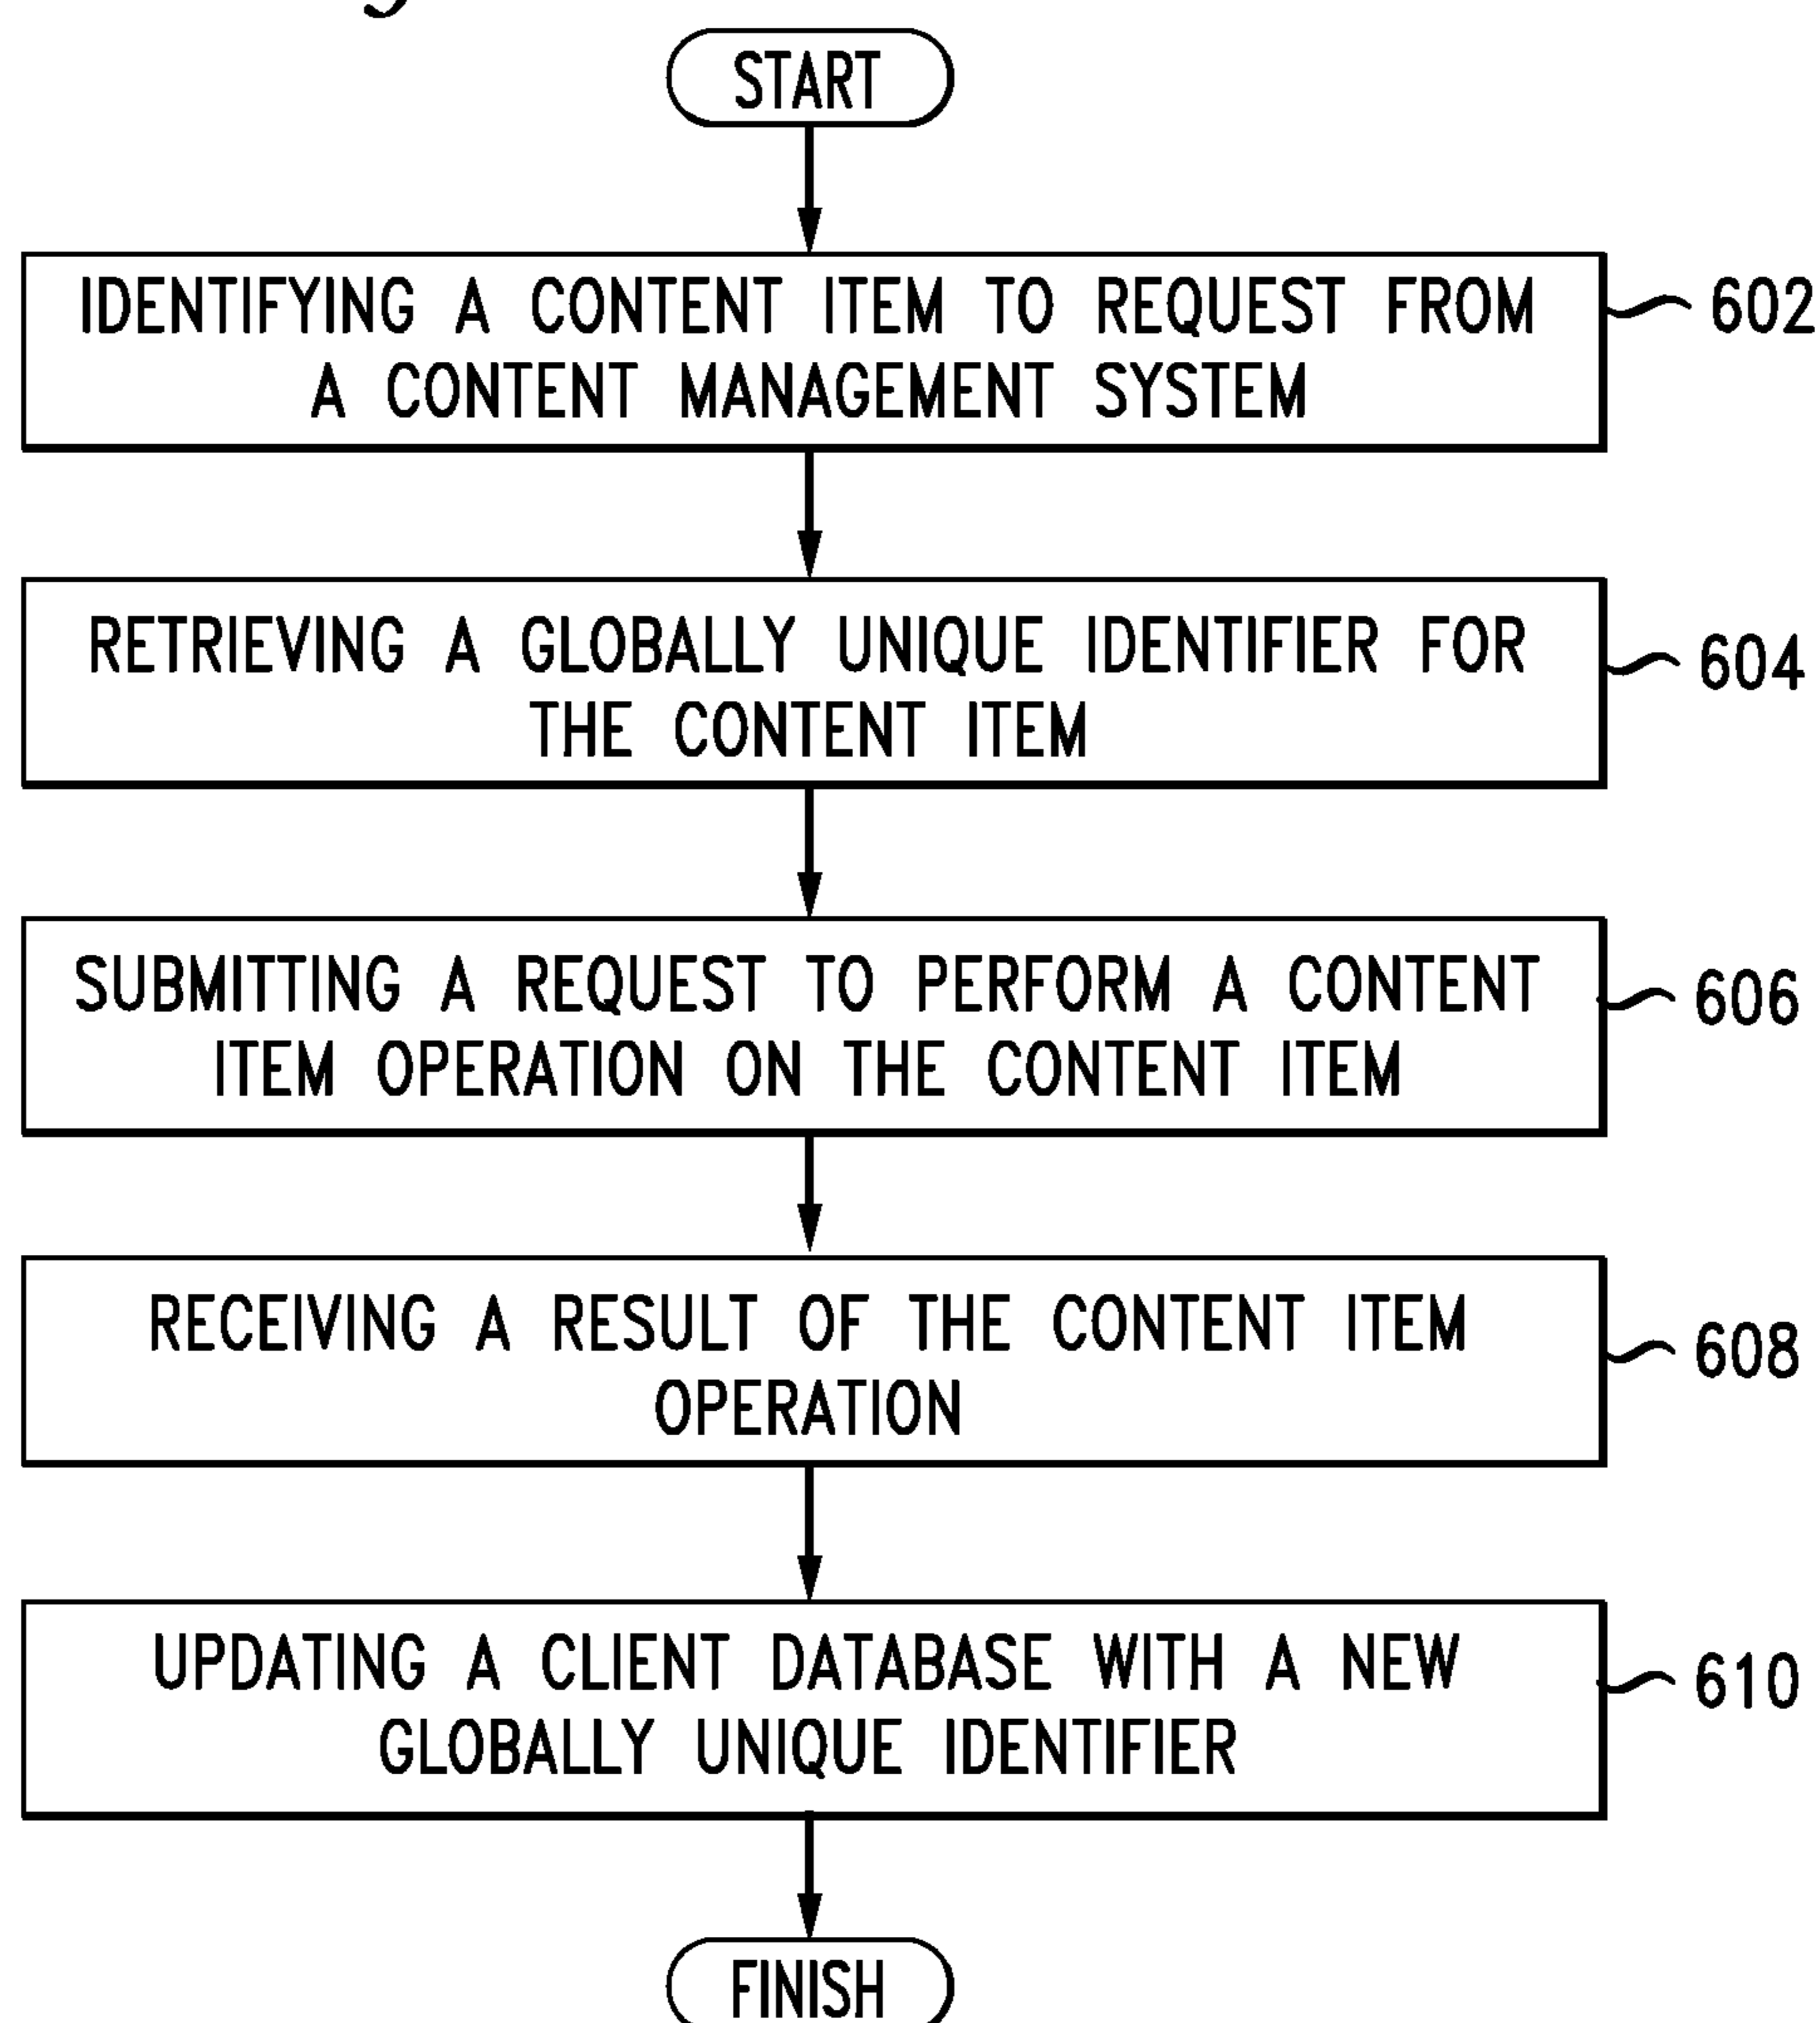 START
IDENTIFYING A CONTENT ITEM TO REQUEST FROM
A CONTENT MANAGEMENT SYSTEM
602
RETRIEVING A GLOBALLY UNIQUE IDENTIFIER FOR
THE CONTENT ITEM
604
SUBMITTING A REQUEST TO PERFORM A CONTENT
ITEM OPERATION ON THE CONTENT ITEM
606
RECEIVING A RESULT OF THE CONTENT ITEM
OPERATION
608
UPDATING A CLIENT DATABASE WITH A NEW
GLOBALLY UNIQUE IDENTIFIER
610
FINISH